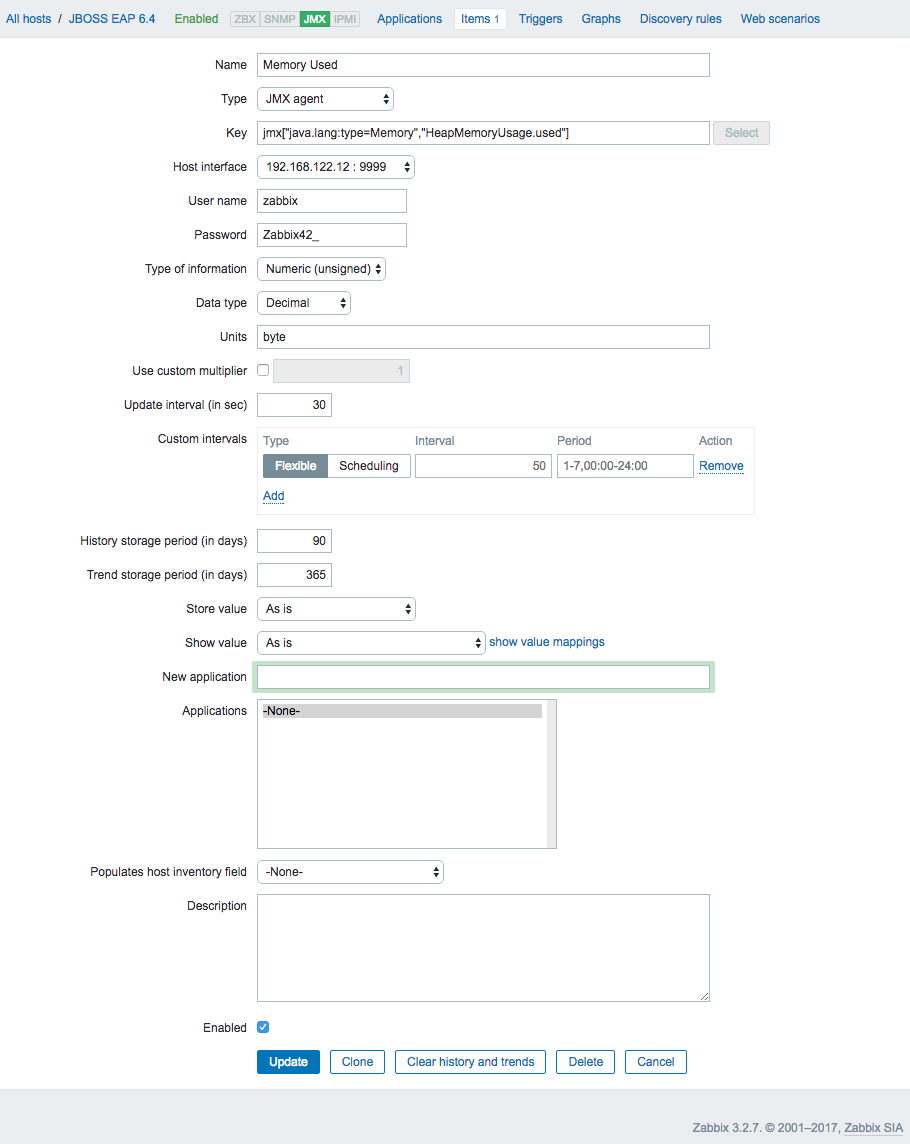 All hosts / JBOSS EAP 6.4 Enabled ZBX SNMP JMX IPMI Applications Items 1 Triggers Graphs Discovery rules Web scenarios
Name Memory Used
Type JMX agent
Key jmx["java.lang:type=Memory","HeapMemoryUsage.used"] Select
Host interface 192.168.122.12 : 9999
User name zabbix
Password Zabbix42_
Type of information Numeric (unsigned)
Data type Decimal
Units byte
Use custom multiplier 1
Update interval (in sec) 30
Custom intervals Type Interval Period Action
Flexible Scheduling 50 1-7,00:00-24:00 Remove
Add
History storage period (in days) 90
Trend storage period (in days) 365
Store value As is
Show value As is show value mappings
New application
Applications -None-
Populates host inventory field -None-
Description
Enabled
Update Clone Clear history and trends Delete Cancel
Zabbix 3.2.7. © 2001–2017, Zabbix SIA